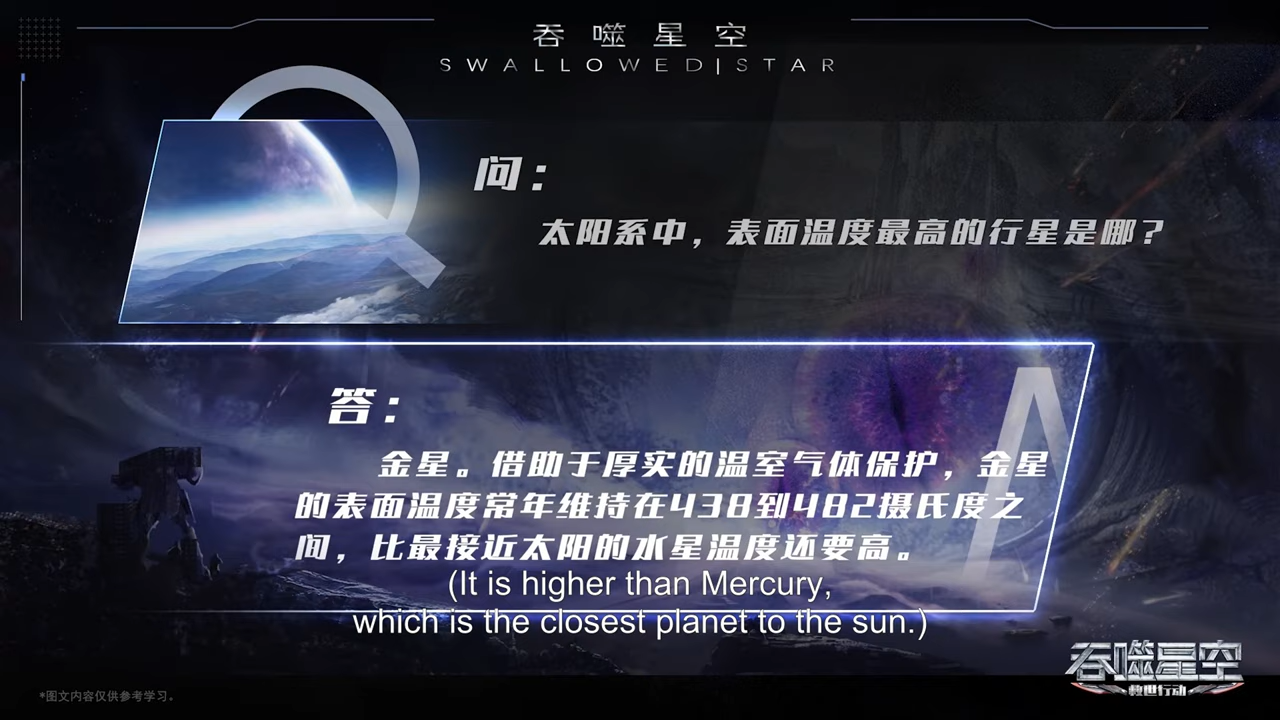 吞噬星空
SWALLOWED|STAR
问：
太阳系中，表面温度最高的行星是哪？
答：
金星。借助于厚实的温室气体保护，金星
的表面温度常年维持在438到482摄氏度之
间，比最接近太阳的水星温度还要高。
(It is higher than Mercury,
which is the closest planet to the sun.)
吞噬星空
救世行动
*图文内容仅供参考学习。